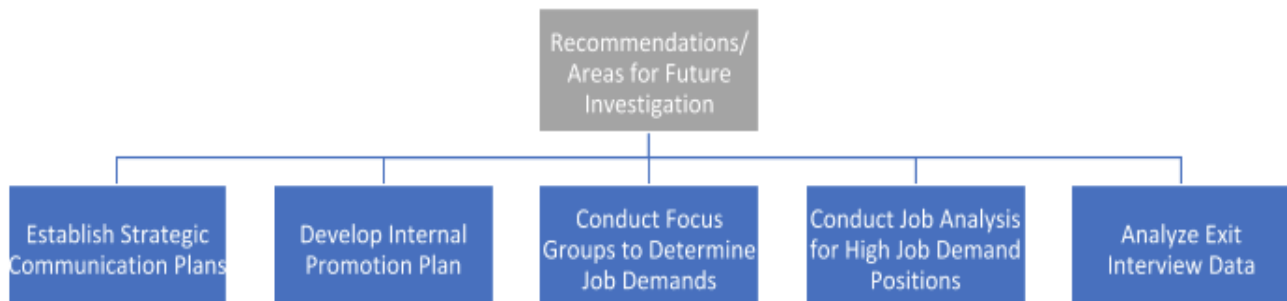 Recommendations/
Areas for Future
Investigation
Establish Strategic
Communication Plans
Develop Internal
Promotion Plan
Conduct Focus
Groups to Determine
Job Demands
Conduct Job Analysis
for High Job Demand
Positions
Analyze Exit
Interview Data